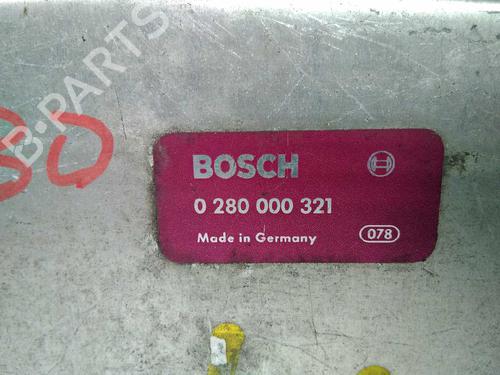 B-PARTS
BOSCH
0 280 000 321
Made in Germany 078